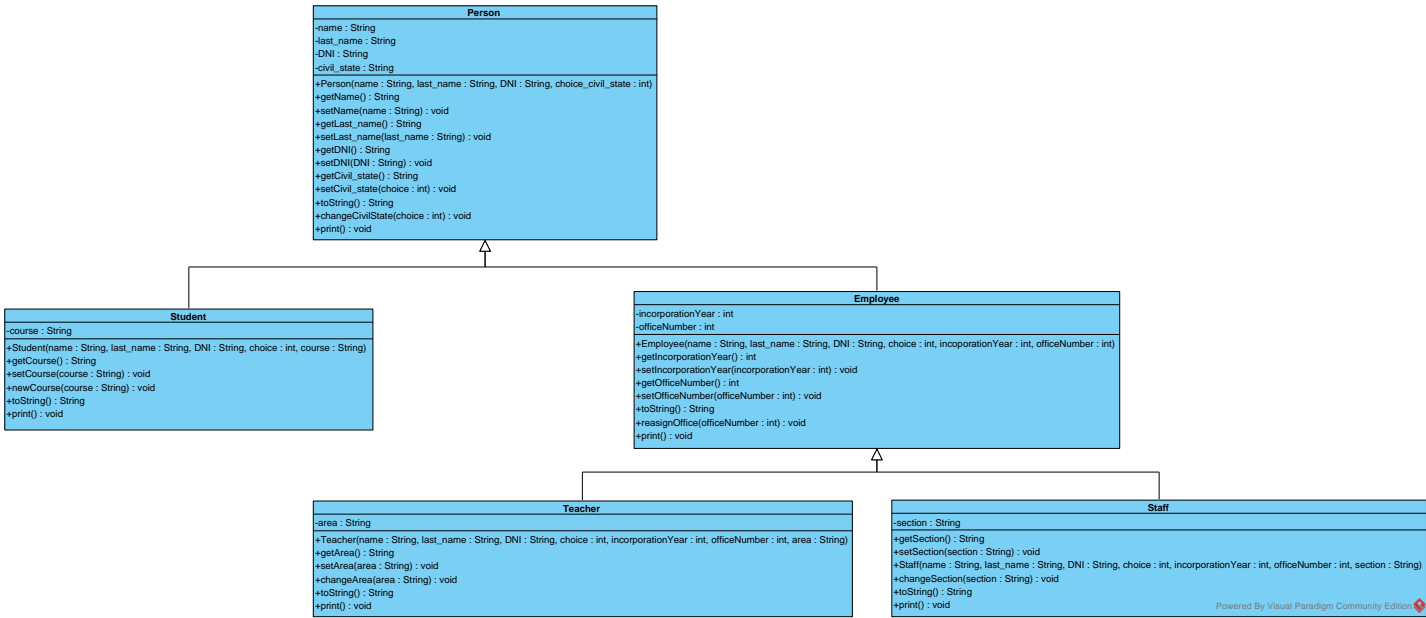 Person
-name : String
-last_name : String
-DNI : String
-civil_state : String
+Person(name : String, last_name : String, DNI : String, choice_civil_state : int)
+getName() : String
+setName(name : String) : void
+getLast_name() : String
+setLast_name(last_name : String) : void
+getDNI() : String
+setDNI(DNI : String) : void
+getCivil_state() : String
+setCivil_state(choice : int) : void
+toString() : String
+changeCivilState(choice : int) : void
+print() : void
Student
-course : String
+Student(name : String, last_name : String, DNI : String, choice : int, course : String)
+getCourse() : String
+setCourse(course : String) : void
+newCourse(course : String) : void
+toString() : String
+print() : void
Employee
-incorporationYear : int
-officeNumber : int
+Employee(name : String, last_name : String, DNI : String, choice : int, incoporationYear : int, officeNumber : int)
+getIncorporationYear() : int
+setIncorporationYear(incorporationYear : int) : void
+getOfficeNumber() : int
+setOfficeNumber(officeNumber : int) : void
+toString() : String
+reasignOffice(officeNumber : int) : void
+print() : void
Teacher
-area : String
+Teacher(name : String, last_name : String, DNI : String, choice : int, incorporationYear : int, officeNumber : int, area : String)
+getArea() : String
+setArea(area : String) : void
+changeArea(area : String) : void
+toString() : String
+print() : void
Staff
-section : String
+getSection() : String
+setSection(section : String) : void
+Staff(name : String, last_name : String, DNI : String, choice : int, incorporationYear : int, officeNumber : int, section : String)
+changeSection(section : String) : void
+toString() : String
+print() : void
Powered By Visual Paradigm Community Edition